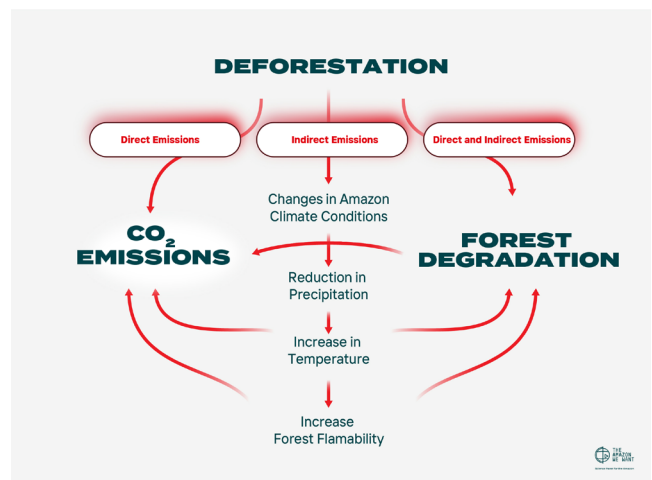 DEFORESTATION
Direct Emissions
Indirect Emissions
Direct and Indirect Emissions
Changes in Amazon
Climate Conditions
CO₂
EMISSIONS
FOREST
DEGRADATION
Reduction in
Precipitation
Increase in
Temperature
Increase
Forest Flamability
THE
AMAZON
WE WANT